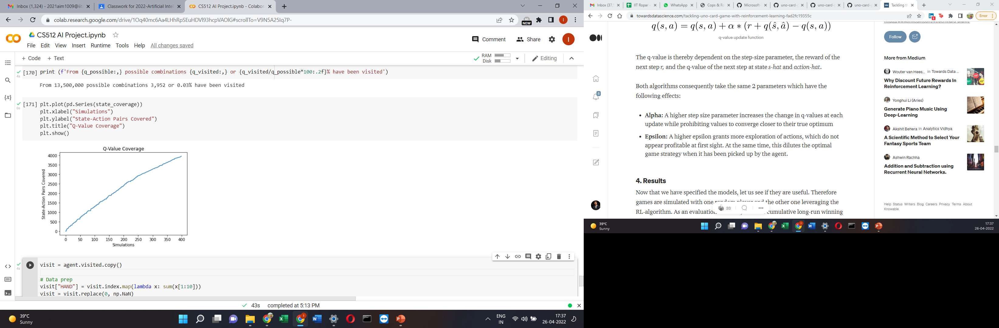 Inbox (1,324) - 2021aim1009@iit
Classwork for 2022-Artificial Intel
CS512 AI Project.ipynb - Colabor
colab.research.google.com/drive/1Oq40mc6Aa4LHhRpSEuHDVl93hcpVAOlG#scrollTo=V9N5A25Iq7P-
NEW
CS512 AI Project.ipynb
File Edit View Insert Runtime Tools Help All changes saved
Comment Share
+ Code + Text
RAM
Disk
Editing
[170] print (f'From {q_possible:,} possible combinations {q_visited:,} or {q_visited/q_possible*100:.2f}% have been visited')
4s
From 13,500,000 possible combinations 3,952 or 0.03% have been visited
[171] plt.plot(pd.Series(state_coverage))
0s
plt.xlabel("Simulations")
plt.ylabel("State-Action Pairs Covered")
plt.title("Q-Value Coverage")
plt.show()
Q-Value Coverage
State-Action Pairs Covered
4000
3500
3000
2500
2000
1500
1000
500
0
0 50 100 150 200 250 300 350 400
Simulations
4s
visit = agent.visited.copy()
# Data prep
visit["HAND"] = visit.index.map(lambda x: sum(x[1:10]))
visit = visit.replace(0, np.NaN)
43s completed at 5:13 PM
39°C
Sunny
ENG
IN
17:37
26-04-2022
Inbox (37,5
IIT Ropar -
WhatsApp
Cops & Ro
Microsoft-
uno-card-
uno-card-
uno-card-
Tackling th
towardsdatascience.com/tackling-uno-card-game-with-reinforcement-learning-fad2fc19355c
Error
q(s, a) = q(s, a) + α ∗ (r + q(ŝ, â) − q(s, a))
q-value update function
The q-value is thereby dependent on the step-size parameter, the reward of the
next step r, and the q-value of the next step at state s-hat and action-hat.
Both algorithms consequently take the same 2 parameters which have the
following effects:
• Alpha: A higher step size parameter increases the change in q-values at each
update while prohibiting values to converge closer to their true optimum
• Epsilon: A higher epsilon grants more exploration of actions, which do not
appear profitable at first sight. At the same time, this dilutes the optimal
game strategy when it has been picked up by the agent.
4. Results
Now that we have specified the models, let us see if they are useful. Therefore
games are simulated with one random player and the other one leveraging the
RL-algorithm. As an evaluation cumulative long-run winning
33
8
Follow
More from Medium
Wouter van Hees... in Towards Data ...
Why Discount Future Rewards In
Reinforcement Learning?
Yonghui Li (Aries)
Generate Piano Music Using
Deep-Learning
Akshit Behera in Analytics Vidhya
A Scientific Method to Select Your
Fantasy Sports Team
Ashwin Rachha
Addition and Subtraction using
Recurrent Neural Networks.
Help Status Writers Blog Careers Privacy Terms About
Knowable
39°C
Sunny
17:37
26-04-2022